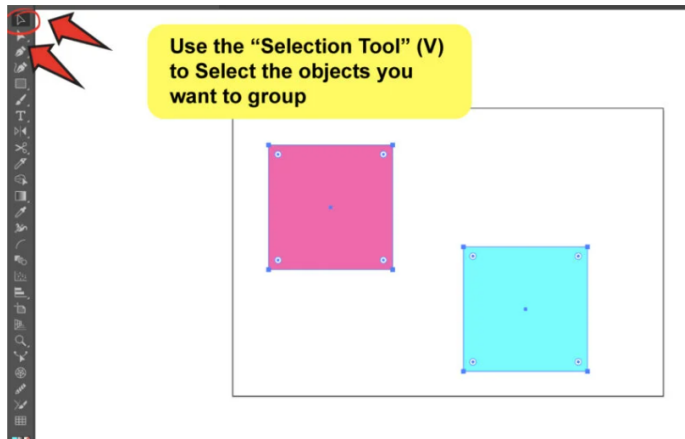 Use the “Selection Tool” (V)
to Select the objects you
want to group